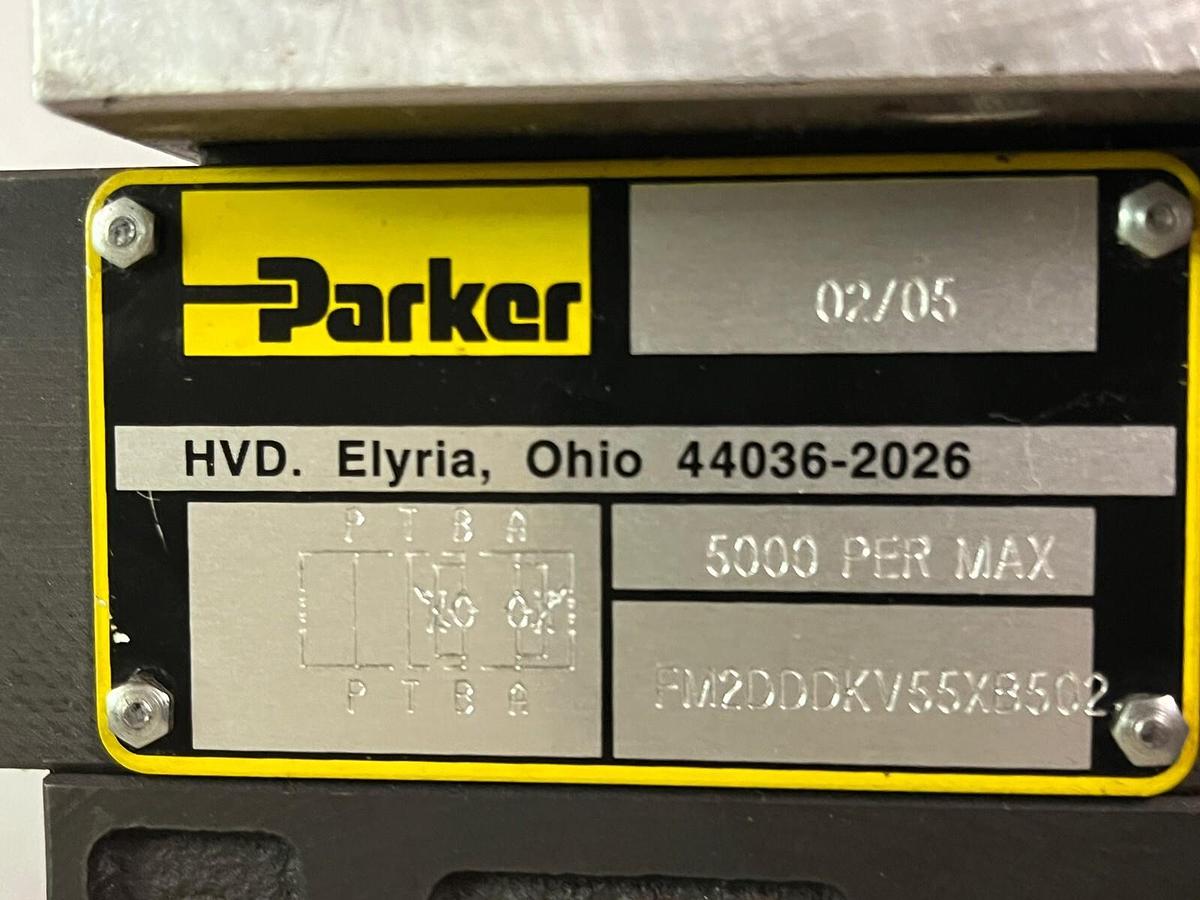 Parker
02/05
HVD. Elyria, Ohio 44036-2026
P T B A
5000 PER MAX
P T B A
FM2DDDKV55XB502